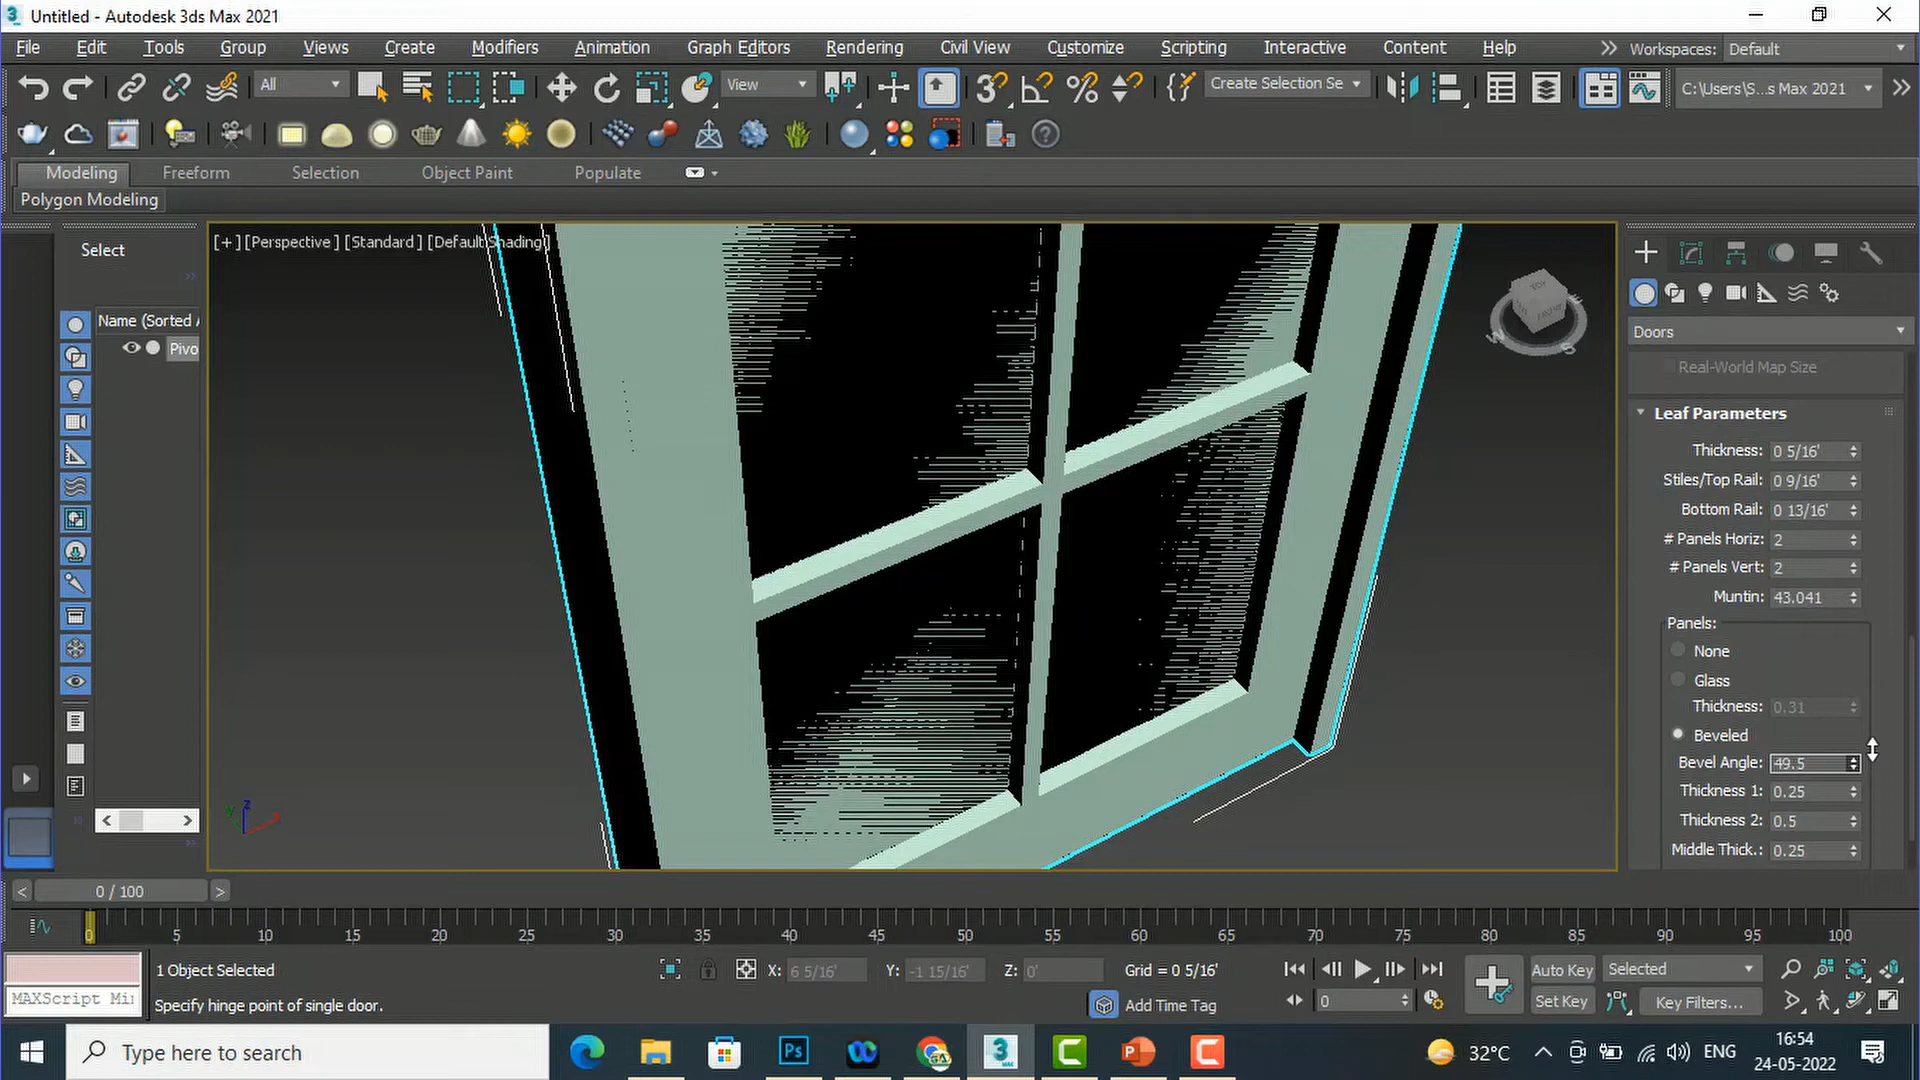 Untitled - Autodesk 3ds Max 2021
File Edit Tools Group Views Create Modifiers Animation Graph Editors Rendering Civil View Customize Scripting Interactive Content Help Workspaces: Default
All View Create Selection Se C:\Users\S...s Max 2021
Modeling Freeform Selection Object Paint Populate
Polygon Modeling
Select
[+] [Perspective] [Standard] [Default Shading]
Name (Sorted A
Pivo
Doors
Real-World Map Size
Leaf Parameters
Thickness: 0 5/16'
Stiles/Top Rail: 0 9/16'
Bottom Rail: 0 13/16'
# Panels Horiz: 2
# Panels Vert: 2
Muntin: 43.041
Panels:
None
Glass
Thickness: 0.31
Beveled
Bevel Angle: 49.5
Thickness 1: 0.25
Thickness 2: 0.5
Middle Thick.: 0.25
0 / 100
0 5 10 15 20 25 30 35 40 45 50 55 60 65 70 75 80 85 90 95 100
1 Object Selected X: 6 5/16' Y: -1 15/16' Z: 0' Grid = 0 5/16' Auto Key Selected
MAXScript Mi
Specify hinge point of single door. Add Time Tag 0 Set Key Key Filters...
Type here to search Ps 32°C ENG 16:54
24-05-2022